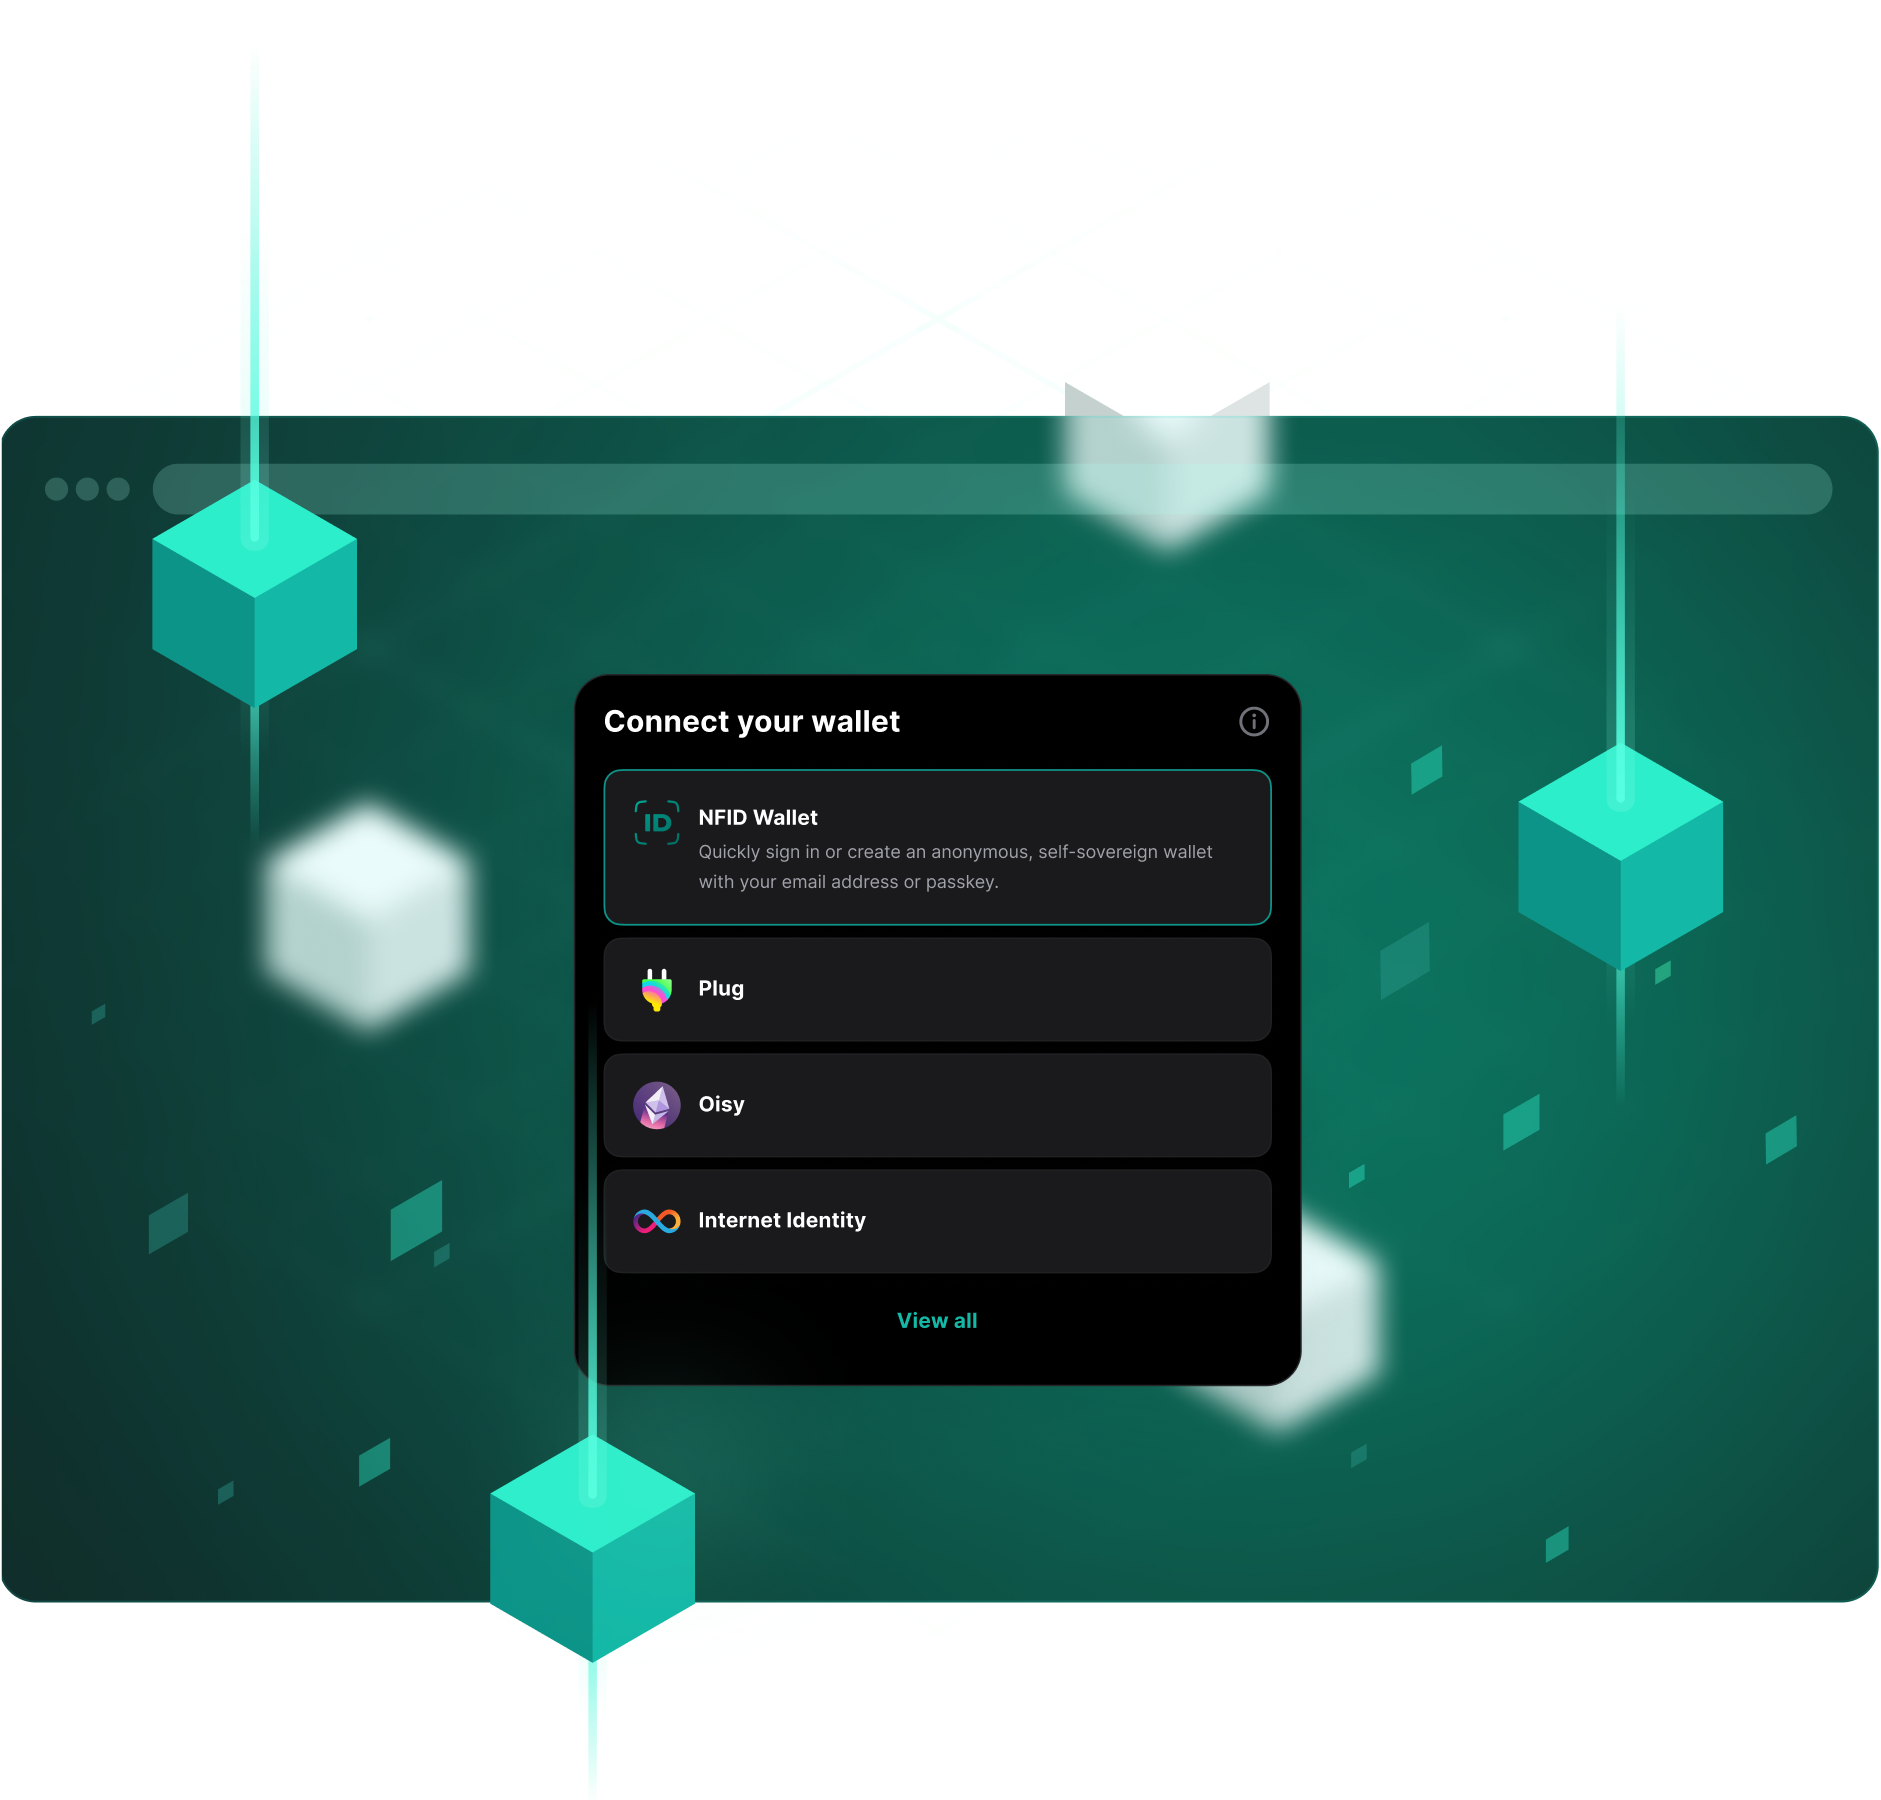 Connect your wallet
ID
NFID Wallet
Quickly sign in or create an anonymous, self-sovereign wallet
with your email address or passkey.
Plug
Oisy
Internet Identity
View all